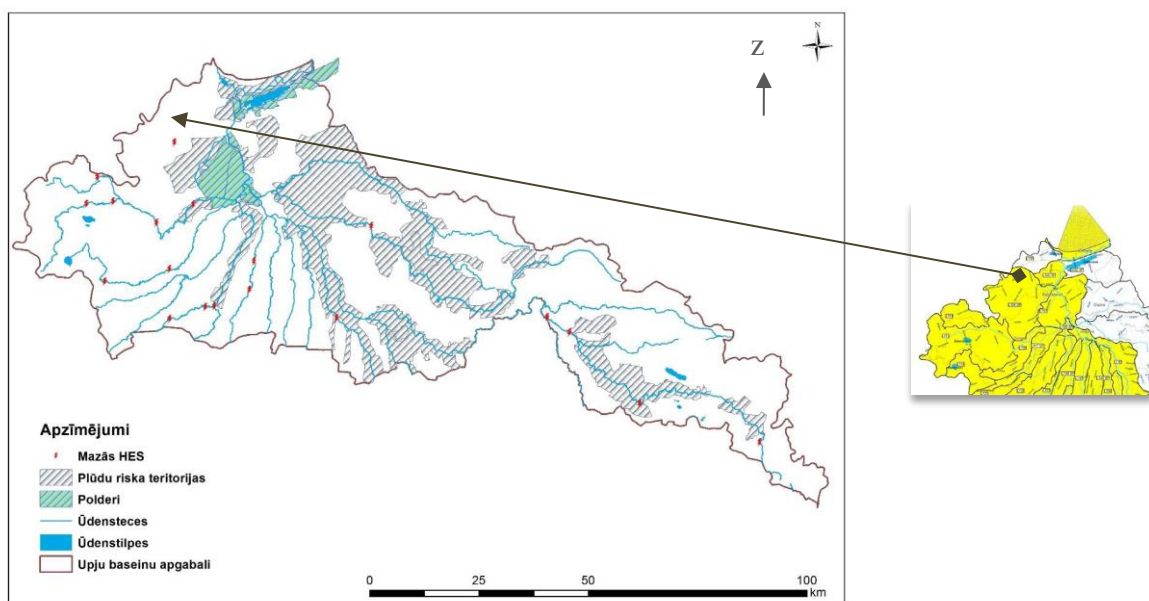 N
Z
Apzīmējumi
Mazās HES
Plūdu riska teritorijas
Polderi
Ūdensteces
Ūdenstilpes
Upju baseinu apgabali
0 25 50 100
km